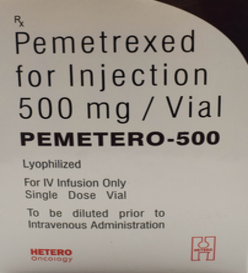 Rx
Pemetrexed
for Injection
500 mg / Vial
PEMETERO-500
Lyophilized
For IV Infusion Only
Single Dose Vial
To be diluted prior to
Intravenous Administration
HETERO
oncology